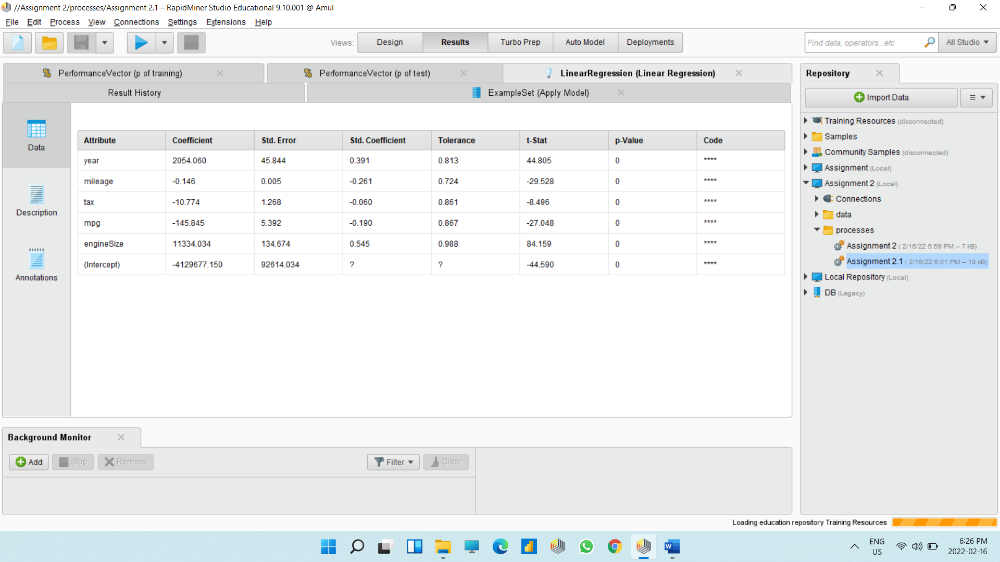 //Assignment 2/processes/Assignment 2.1 – RapidMiner Studio Educational 9.10.001 @ Amul
File Edit Process View Connections Settings Extensions Help
Views: Design Results Turbo Prep Auto Model Deployments Find data, operators...etc All Studio
PerformanceVector (p of training) PerformanceVector (p of test) LinearRegression (Linear Regression)
Result History ExampleSet (Apply Model)
Data
Description
Annotations
Attribute Coefficient Std. Error Std. Coefficient Tolerance t-Stat p-Value Code
year 2054.060 45.844 0.391 0.813 44.805 0 ****
mileage -0.146 0.005 -0.261 0.724 -29.528 0 ****
tax -10.774 1.268 -0.060 0.861 -8.496 0 ****
mpg -145.845 5.392 -0.190 0.867 -27.048 0 ****
engineSize 11334.034 134.674 0.545 0.988 84.159 0 ****
(Intercept) -4129677.150 92614.034 ? ? -44.590 0 ****
Repository
Import Data
Training Resources (disconnected)
Samples
Community Samples (disconnected)
Assignment (Local)
Assignment 2 (Local)
Connections
data
processes
Assignment 2 ( 2/16/22 5:59 PM – 7 kB)
Assignment 2.1 ( 2/16/22 6:01 PM – 10 kB)
Local Repository (Local)
DB (Legacy)
Background Monitor
Add Stop Remove Filter Clear
Loading education repository Training Resources
ENG
US
6:26 PM
2022-02-16